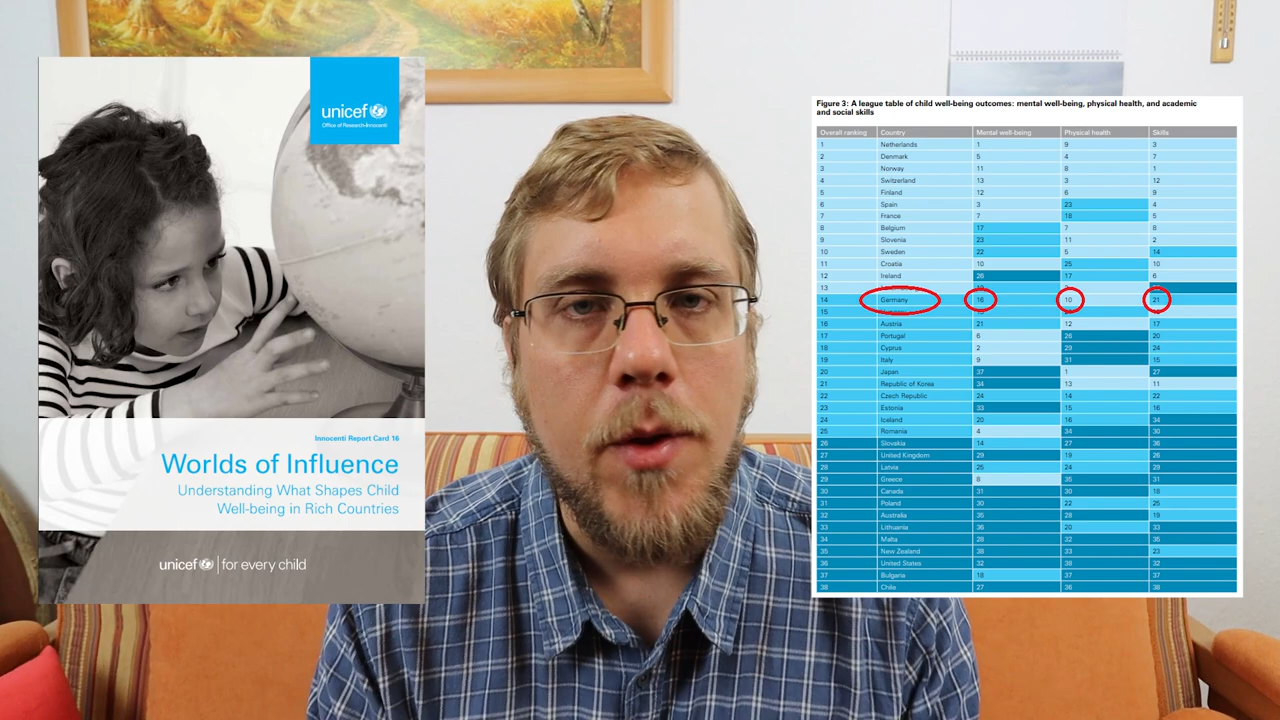 unicef
Office of Research-Innocenti
Innocenti Report Card 16
Worlds of Influence
Understanding What Shapes Child
Well-being in Rich Countries
unicef for every child
Figure 3: A league table of child well-being outcomes: mental well-being, physical health, and academic
and social skills
Overall ranking Country Mental well-being Physical health Skills
1 Netherlands 1 9 3
2 Denmark 5 4 7
3 Norway 11 8 1
4 Switzerland 13 3 12
5 Finland 12 6 9
6 Spain 3 23 4
7 France 7 18 5
8 Belgium 17 7 8
9 Slovenia 23 11 2
10 Sweden 22 5 14
11 Croatia 10 25 10
12 Ireland 26 17 6
13
14 Germany 16 10 21
15
16 Austria 21 12 17
17 Portugal 6 26 20
18 Cyprus 2 29 24
19 Italy 9 31 15
20 Japan 37 1 27
21 Republic of Korea 34 13 11
22 Czech Republic 24 14 22
23 Estonia 33 15 16
24 Iceland 20 16 34
25 Romania 4 34 30
26 Slovakia 14 27 36
27 United Kingdom 29 19 26
28 Latvia 25 24 29
29 Greece 8 35 31
30 Canada 31 30 18
31 Poland 30 22 25
32 Australia 35 28 19
33 Lithuania 36 20 33
34 Malta 28 32 35
35 New Zealand 38 33 23
36 United States 32 38 32
37 Bulgaria 18 37 37
38 Chile 27 36 38